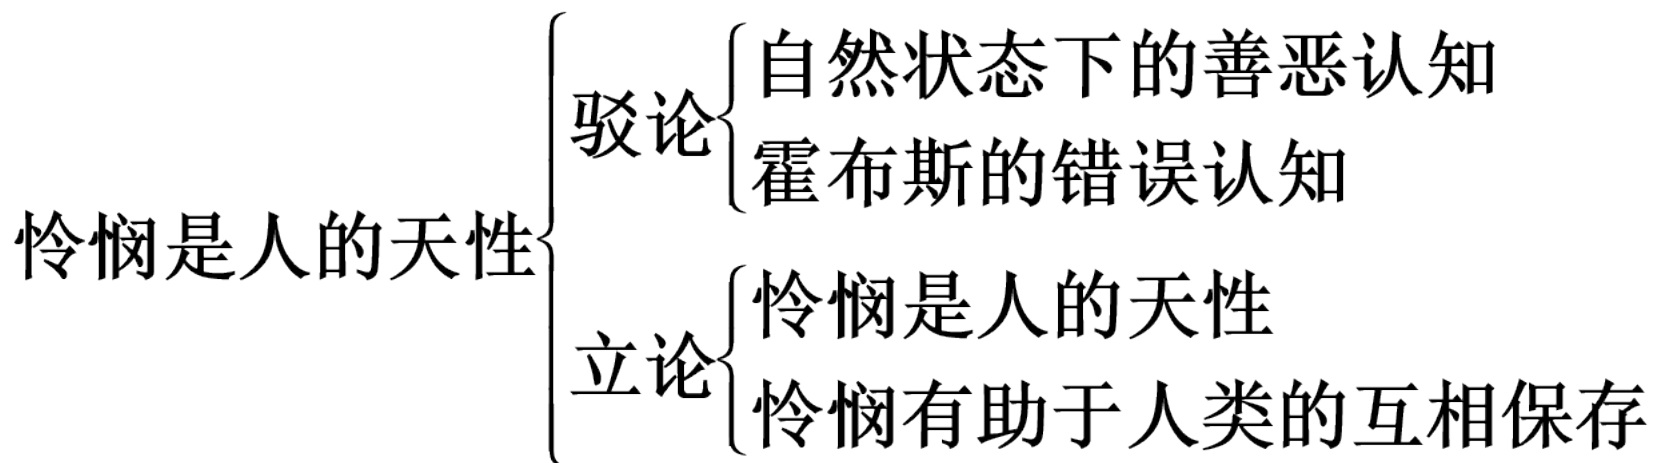 怜悯是人的天性
驳论
自然状态下的善恶认知
霍布斯的错误认知
立论
怜悯是人的天性
怜悯有助于人类的互相保存